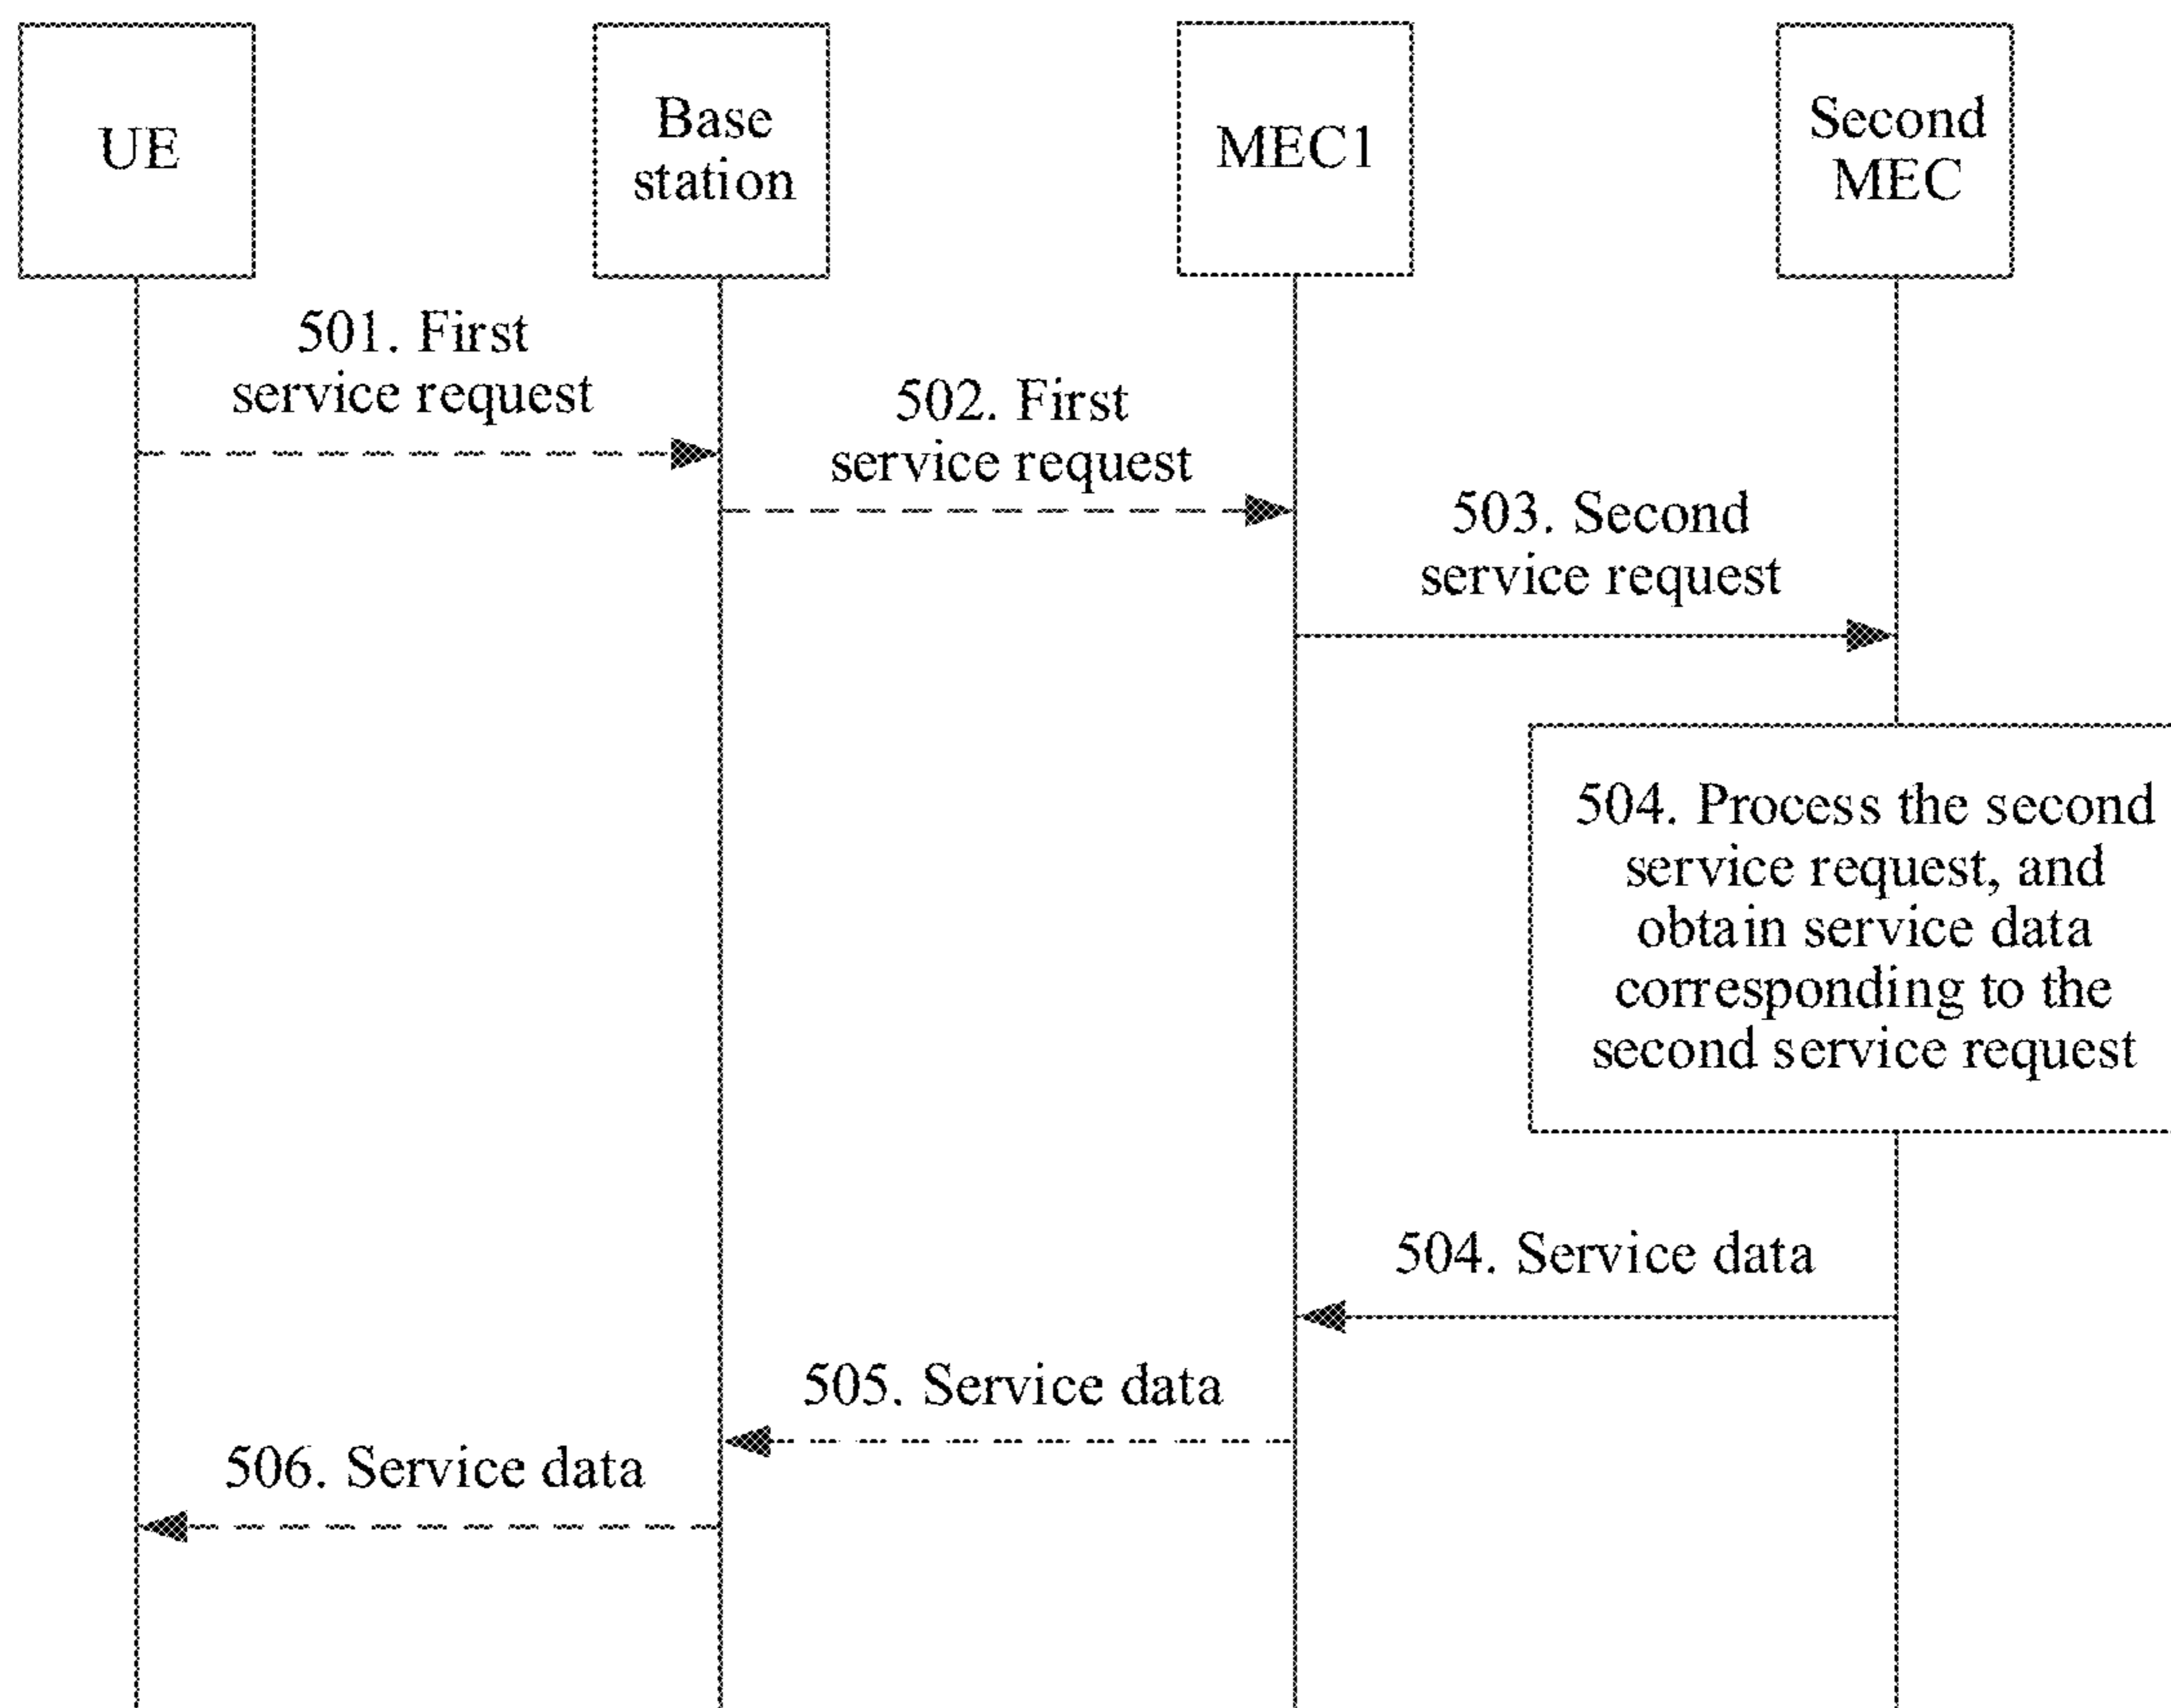 UE
Base
station
MEC1
Second
MEC
501. First
service request
502. First
service request
503. Second
service request
504. Process the second
service request, and
obtain service data
corresponding to the
second service request
504. Service data
505. Service data
506. Service data